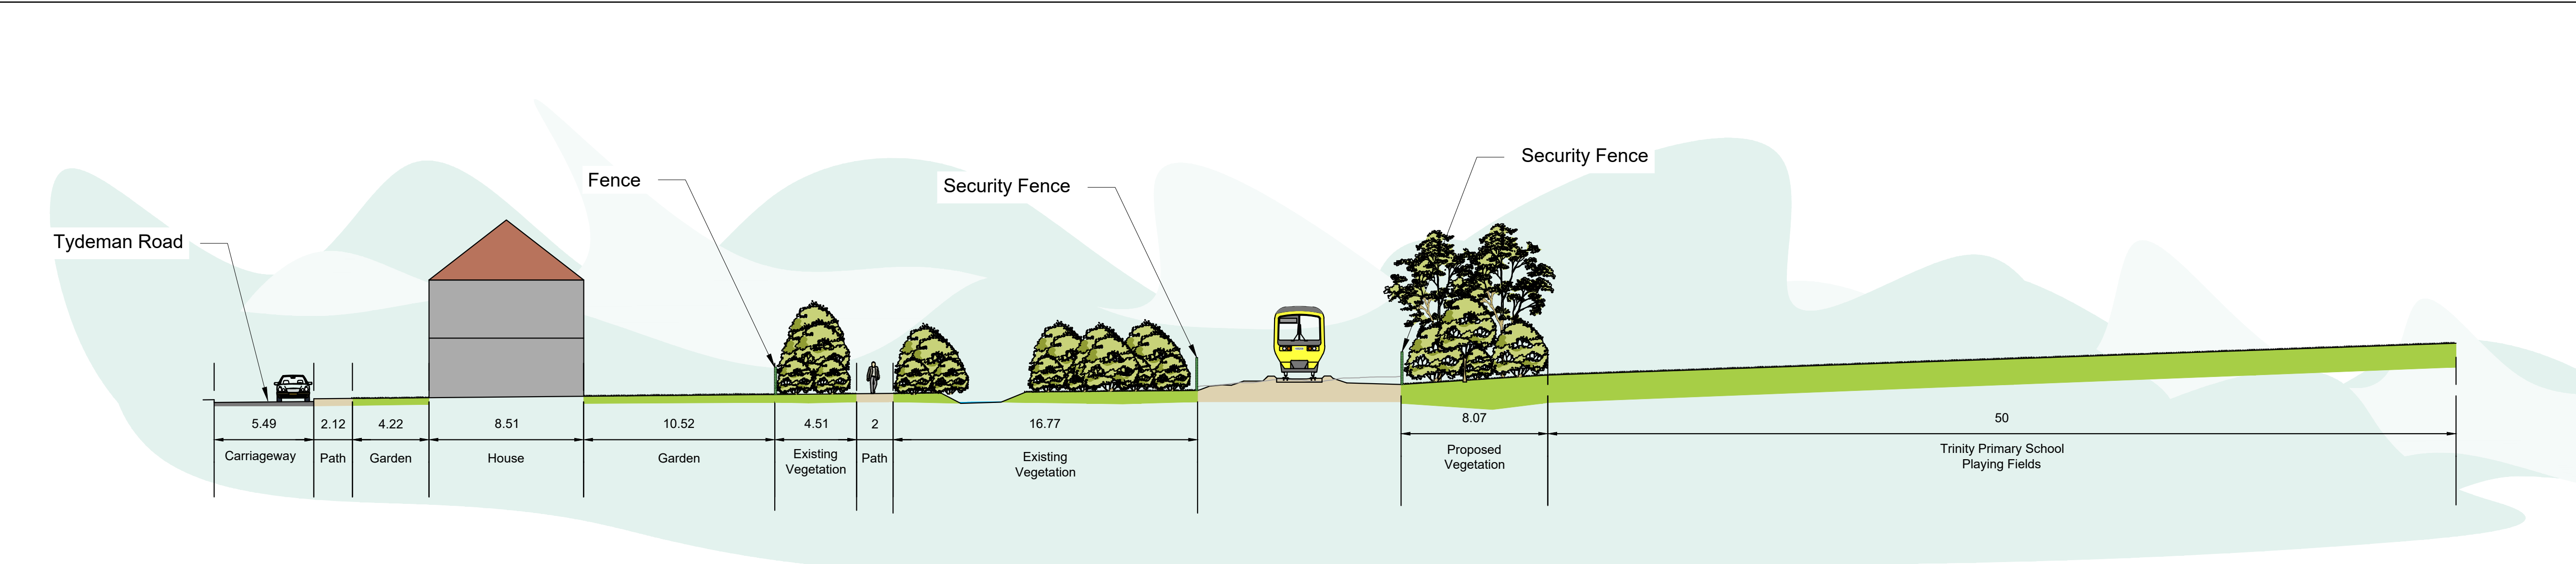 Security Fence
Fence
Security Fence
Tydeman Road
5.49
2.12
4.22
8.51
10.52
4.51
2
16.77
8.07
50
Carriageway
Path
Garden
House
Garden
Existing
Vegetation
Path
Existing
Vegetation
Proposed
Vegetation
Trinity Primary School
Playing Fields